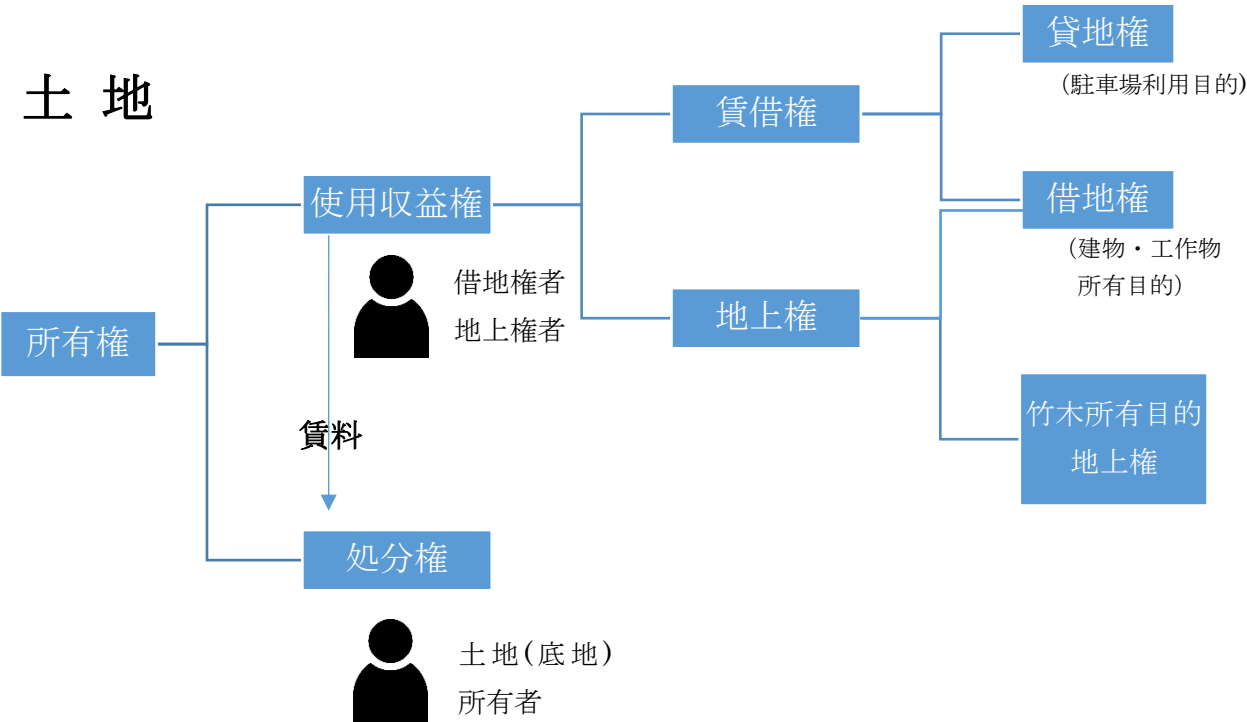 土 地
貸地権
(駐車場利用目的)
賃借権
使用収益権
借地権
(建物・工作物
所有目的)
借地権者
地上権者
地上権
所有権
竹木所有目的
地上権
賃料
処分権
土地(底地)
所有者